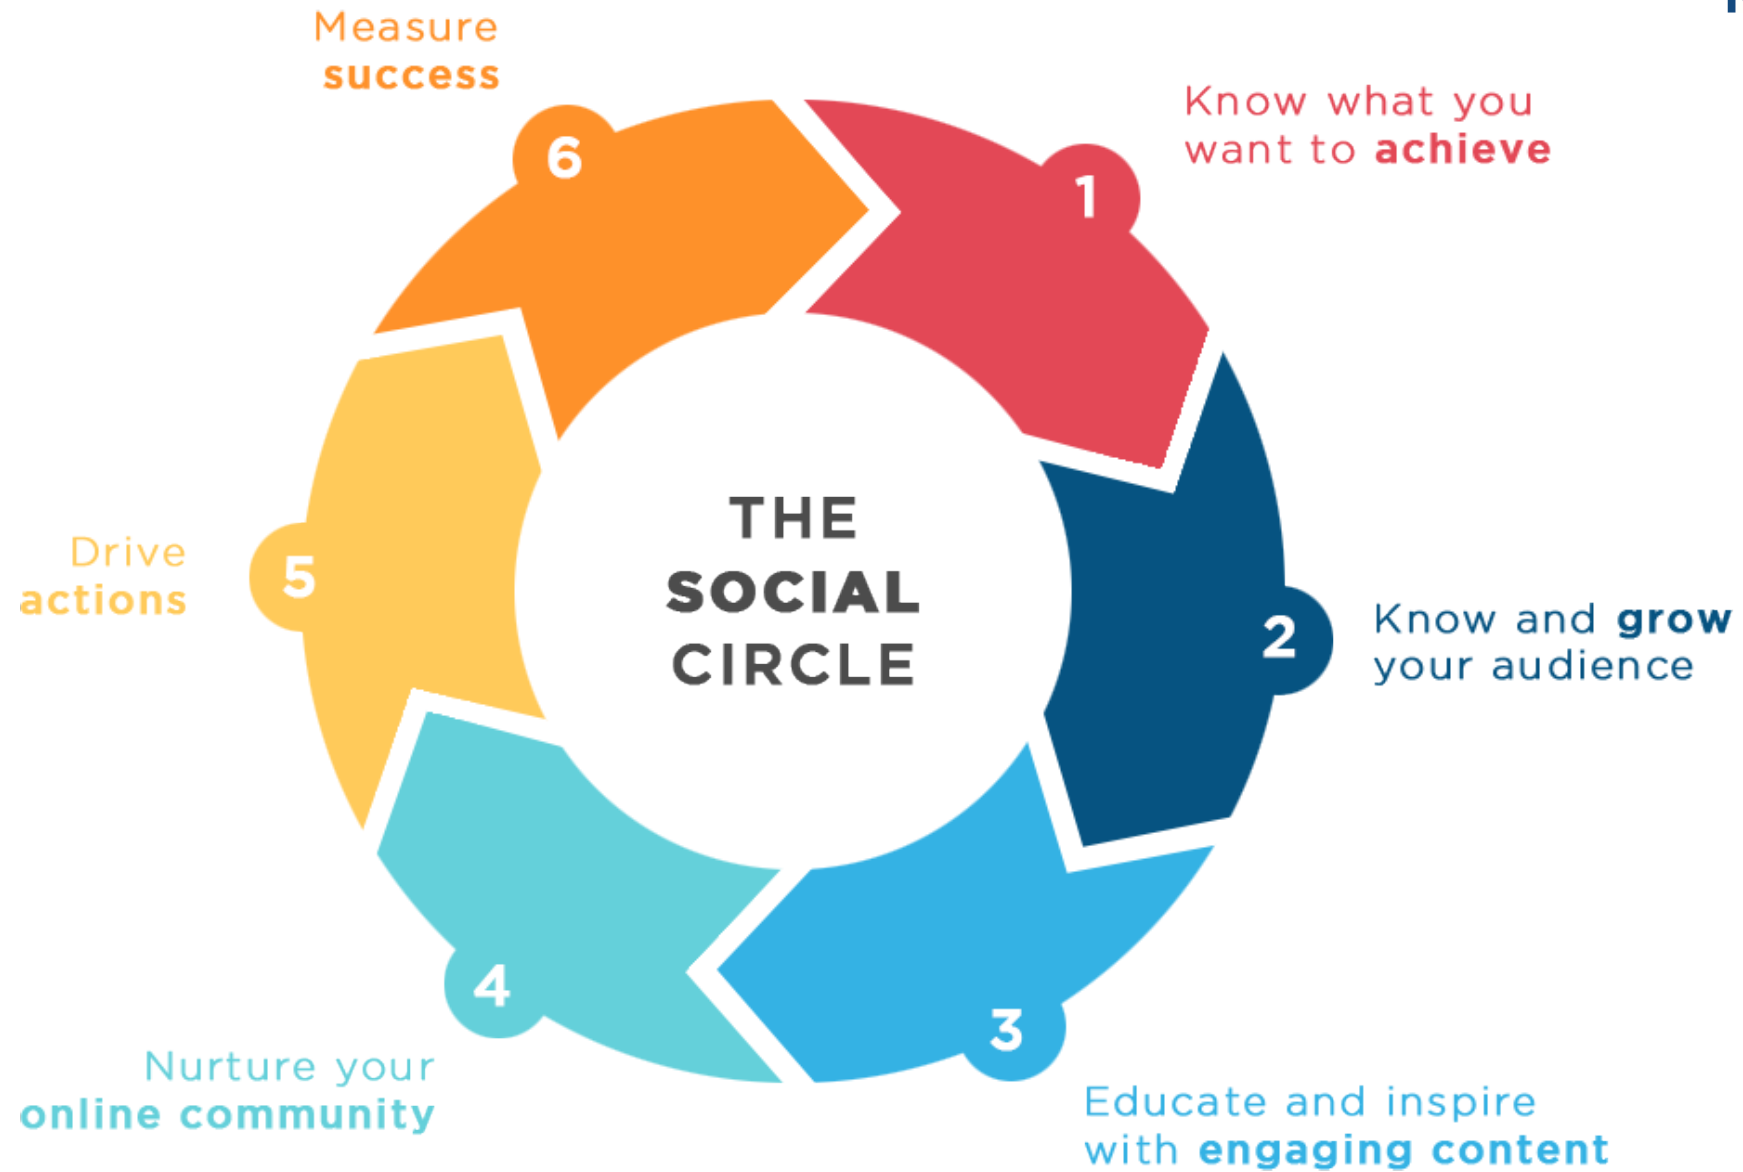 Measure
success
6
Know what you
want to achieve
1
THE
SOCIAL
CIRCLE
2
Know and grow
your audience
3
Educate and inspire
with engaging content
4
Nurture your
online community
5
Drive
actions